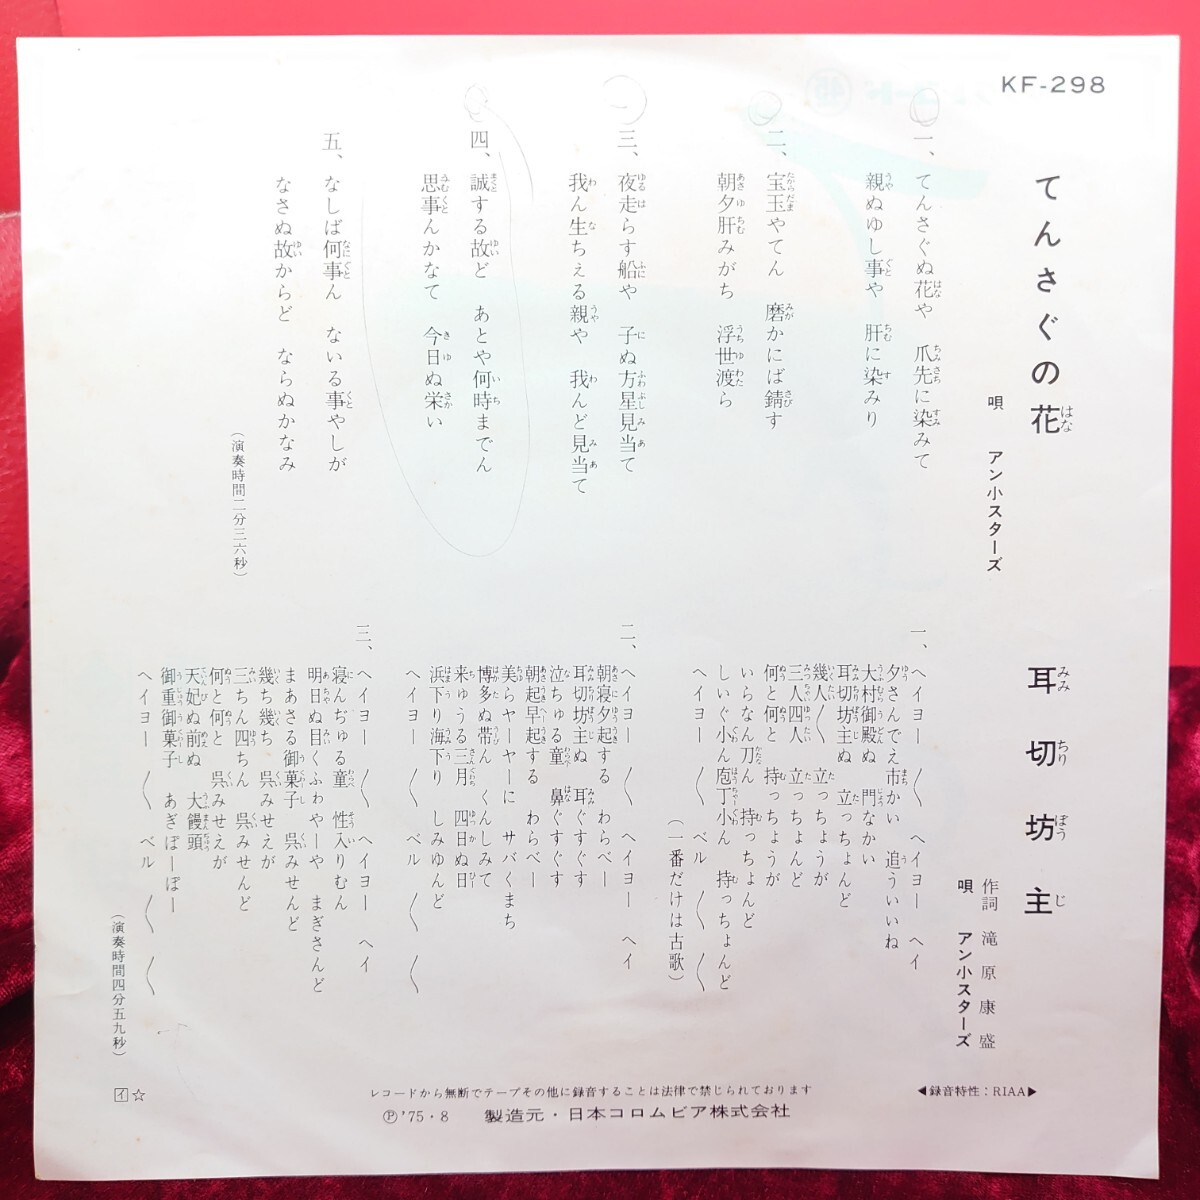 KF-298
てんさぐの花
唄 アン小スターズ
一、てんさぐぬ花や 爪先に染みて
親ぬゆし事や 肝に染みり
二、宝玉やてん 磨かにば錆す
朝夕肝みがち 浮世渡ら
三、夜走らす船や 子ぬ方星見当て
我ん生ちぇる親や 我んど見当て
四、誠する故ど あとや何時までん
思事んかなて 今日ぬ栄い
五、なしば何事ん ないる事やしが
なさぬ故からど ならぬかなみ
(演奏時間二分三六秒)
耳切坊主
作詞 滝原康盛
唄 アン小スターズ
一、ヘイヨー 〱 ヘイヨー ヘイ
夕さんでえ市かい 追ういいね
大村御殿ぬ 門なかい
耳切坊主ぬ 立っちょんど
幾人〱 立っちょうが
三人四人 立っちょんど
何と何と 持っちょうが
いらなん刀ん 持っちょんど
しいぐ小ん庖丁小ん 持っちょんど
ヘイヨー 〱 ベル 〱 〱
(一番だけは古歌)
二、ヘイヨー 〱 ヘイヨー ヘイ
朝寝夕起する わらべー
耳切坊主ぬ 耳ぐすぐす
泣ちゅる童 鼻ぐすぐす
朝起早起する わらべー
美らヤーヤーに サバくまち
博多ぬ帯ん くんしみて
来ゅうる三月 四日ぬ日
浜下り海下り しみゆんど
ヘイヨー 〱 ベル 〱 〱
三、ヘイヨー 〱 ヘイヨー ヘイ
寝んぢゅる童 性入りむん
明日ぬ目くふゎやーや まぎさんど
まあさる御菓子 呉みせんど
幾ち幾ち 呉みせえが
三ちん四ちん 呉みせんど
何と何と 呉みせえが
天妃ぬ前ぬ 大饅頭
御重御菓子 あぎぽーぽー
ヘイヨー 〱 ベル 〱 〱
(演奏時間四分五九秒)
レコードから無断でテープその他に録音することは法律で禁じられております
◀録音特性:RIAA▶
Ⓟ'75・8 製造元・日本コロムビア株式会社
イ☆